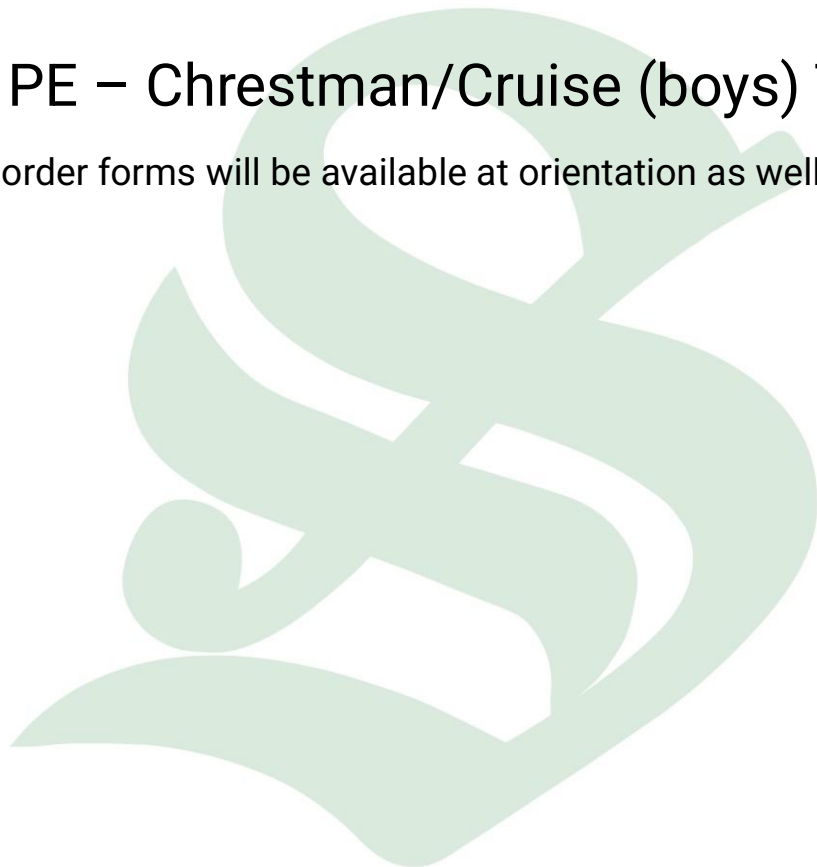 PE – Chrestman/Cruise (boys)
order forms will be available at orientation as well